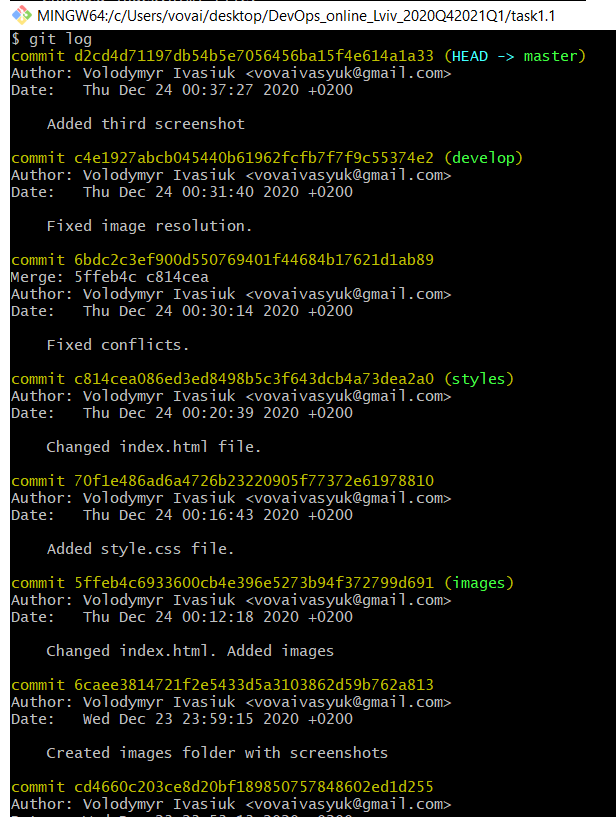 MINGW64:/c/Users/vovai/desktop/DevOps_online_Lviv_2020Q42021Q1/task1.1
$ git log
commit d2cd4d71197db54b5e7056456ba15f4e614a1a33 (HEAD -> master)
Author: Volodymyr Ivasiuk <vovaivasyuk@gmail.com>
Date:   Thu Dec 24 00:37:27 2020 +0200
    Added third screenshot
commit c4e1927abcb045440b61962fcfb7f7f9c55374e2 (develop)
Author: Volodymyr Ivasiuk <vovaivasyuk@gmail.com>
Date:   Thu Dec 24 00:31:40 2020 +0200
    Fixed image resolution.
commit 6bdc2c3ef900d550769401f44684b17621d1ab89
Merge: 5ffeb4c c814cea
Author: Volodymyr Ivasiuk <vovaivasyuk@gmail.com>
Date:   Thu Dec 24 00:30:14 2020 +0200
    Fixed conflicts.
commit c814cea086ed3ed8498b5c3f643dcb4a73dea2a0 (styles)
Author: Volodymyr Ivasiuk <vovaivasyuk@gmail.com>
Date:   Thu Dec 24 00:20:39 2020 +0200
    Changed index.html file.
commit 70f1e486ad6a4726b23220905f77372e61978810
Author: Volodymyr Ivasiuk <vovaivasyuk@gmail.com>
Date:   Thu Dec 24 00:16:43 2020 +0200
    Added style.css file.
commit 5ffeb4c6933600cb4e396e5273b94f372799d691 (images)
Author: Volodymyr Ivasiuk <vovaivasyuk@gmail.com>
Date:   Thu Dec 24 00:12:18 2020 +0200
    Changed index.html. Added images
commit 6caee3814721f2e5433d5a3103862d59b762a813
Author: Volodymyr Ivasiuk <vovaivasyuk@gmail.com>
Date:   Wed Dec 23 23:59:15 2020 +0200
    Created images folder with screenshots
commit cd4660c203ce8d20bf189850757848602ed1d255
Author: Volodymyr Ivasiuk <vovaivasyuk@gmail.com>